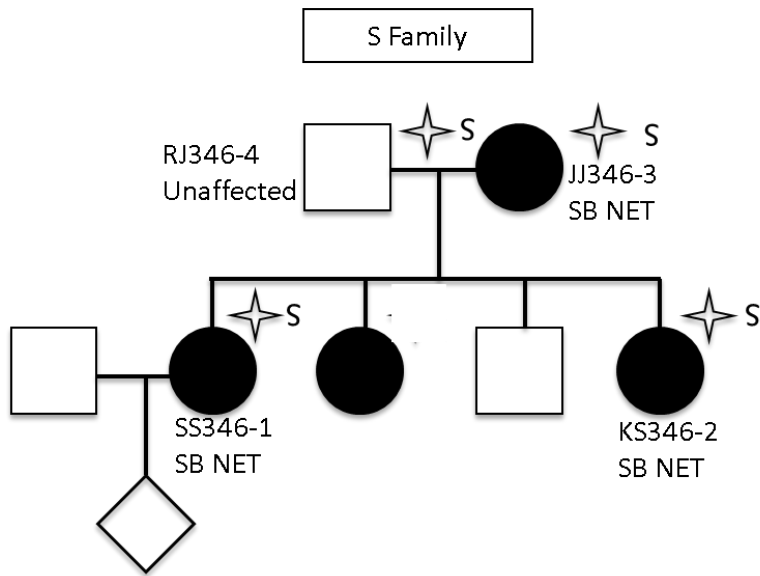 S Family
S
S
RJ346-4
Unaffected
JJ346-3
SB NET
S
S
SS346-1
SB NET
KS346-2
SB NET